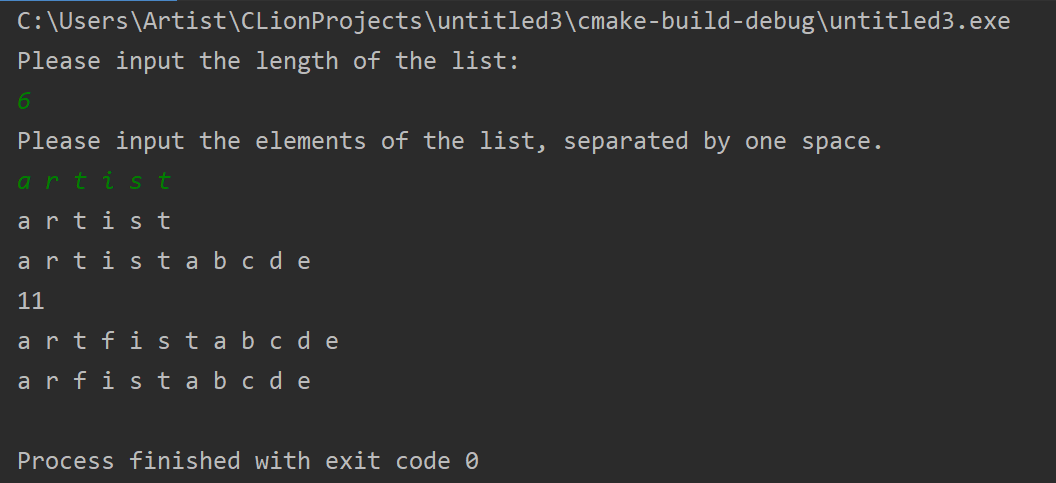 C:\Users\Artist\CLionProjects\untitled3\cmake-build-debug\untitled3.exe
Please input the length of the list:
6
Please input the elements of the list, separated by one space.
a r t i s t
a r t i s t
a r t i s t a b c d e
11
a r t f i s t a b c d e
a r f i s t a b c d e
Process finished with exit code 0